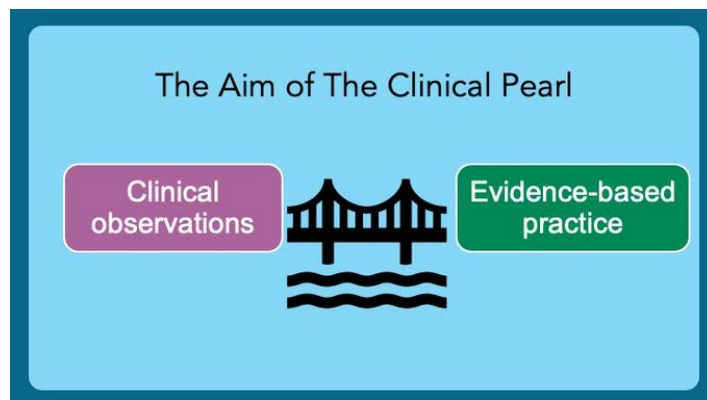 The Aim of The Clinical Pearl
Clinical
observations
Evidence-based
practice